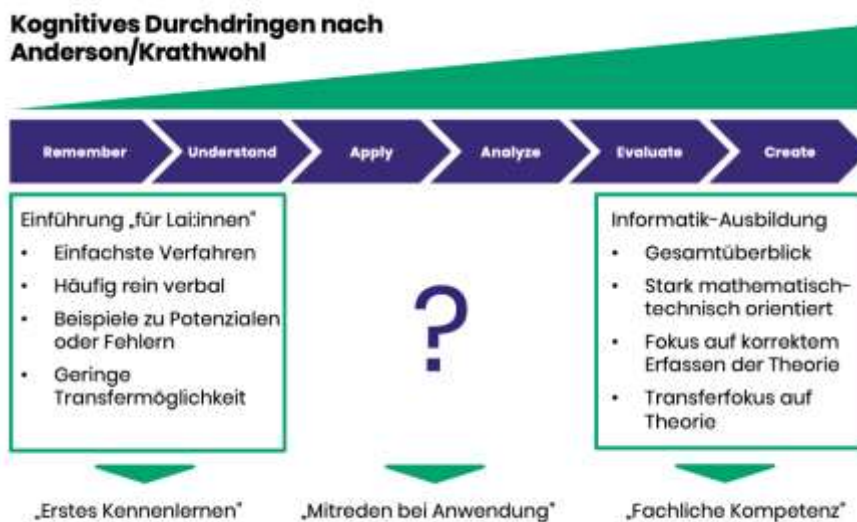 Kognitives Durchdringen nach
Anderson/Krathwohl
Remember
Understand
Apply
Analyze
Evaluate
Create
Einführung „für Lai:innen"
• Einfachste Verfahren
• Häufig rein verbal
• Beispiele zu Potenzialen
oder Fehlern
• Geringe
Transfermöglichkeit
?
Informatik-Ausbildung
• Gesamtüberblick
• Stark mathematisch-
technisch orientiert
• Fokus auf korrektem
Erfassen der Theorie
• Transferfokus auf
Theorie
„Erstes Kennenlernen"
„Mitreden bei Anwendung"
„Fachliche Kompetenz"